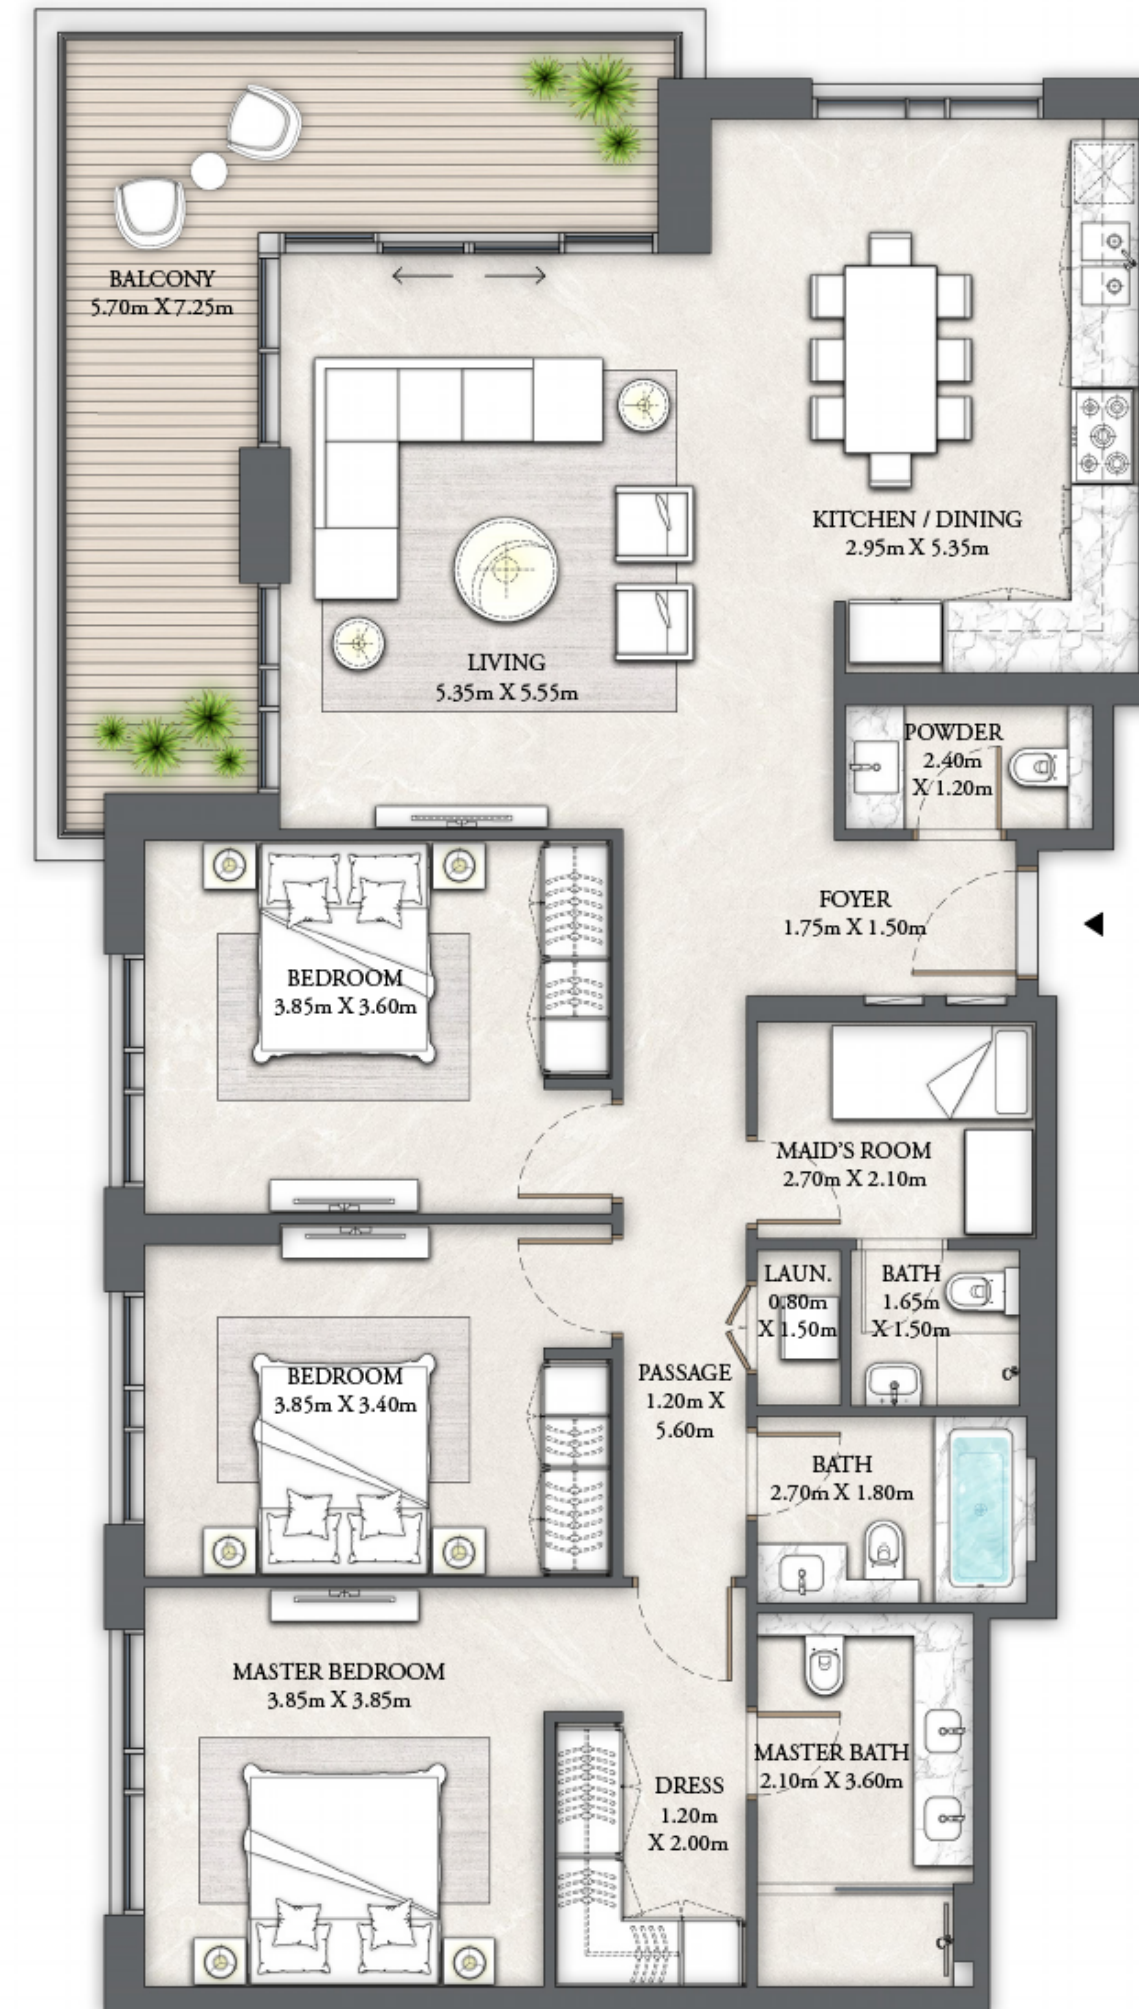 BALCONY
5.70m X 7.25m
KITCHEN / DINING
2.95m X 5.35m
LIVING
5.35m X 5.55m
POWDER
2.40m
X 1.20m
FOYER
1.75m X 1.50m
BEDROOM
3.85m X 3.60m
MAID'S ROOM
2.70m X 2.10m
LAUN.
0.80m
X 1.50m
BATH
1.65m
X 1.50m
PASSAGE
1.20m X
5.60m
BEDROOM
3.85m X 3.40m
BATH
2.70m X 1.80m
MASTER BEDROOM
3.85m X 3.85m
MASTER BATH
2.10m X 3.60m
DRESS
1.20m
X 2.00m